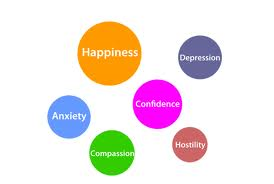 Happiness
Depression
Confidence
Anxiety
Hostility
Compassion